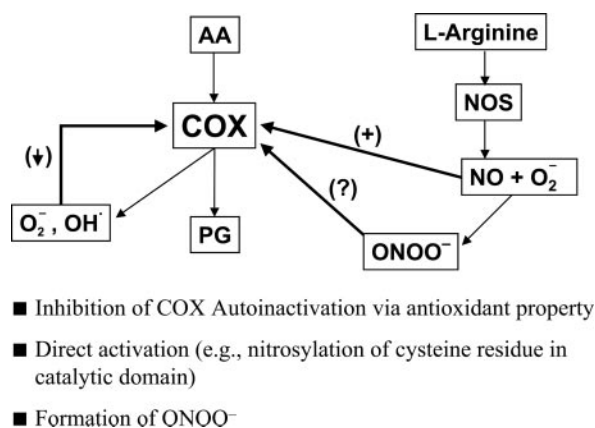 AA
L-Arginine
COX
NOS
(+)
(↓)
NO + O₂⁻
(?)
O₂⁻ , OH˙
PG
ONOO⁻
■ Inhibition of COX Autoinactivation via antioxidant property
■ Direct activation (e.g., nitrosylation of cysteine residue in
catalytic domain)
■ Formation of ONOO⁻